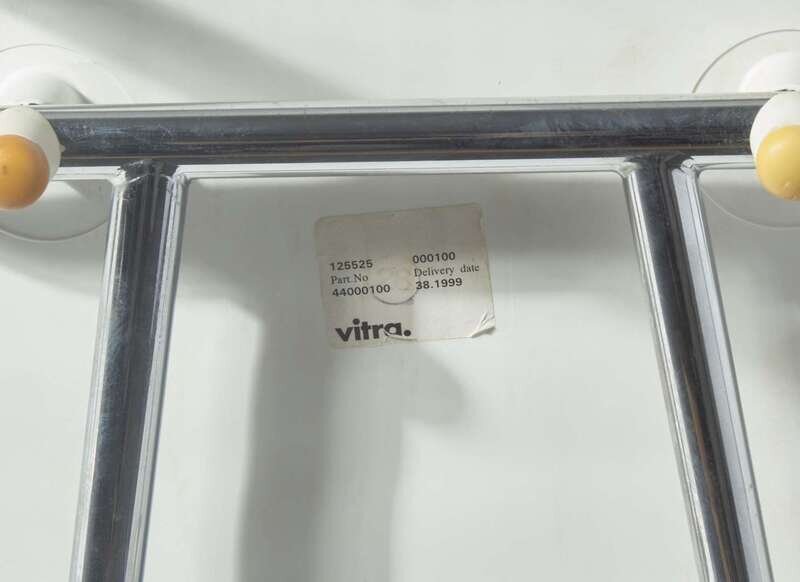 125525 000100
Part.No Delivery date
44000100 38.1999
vitra.